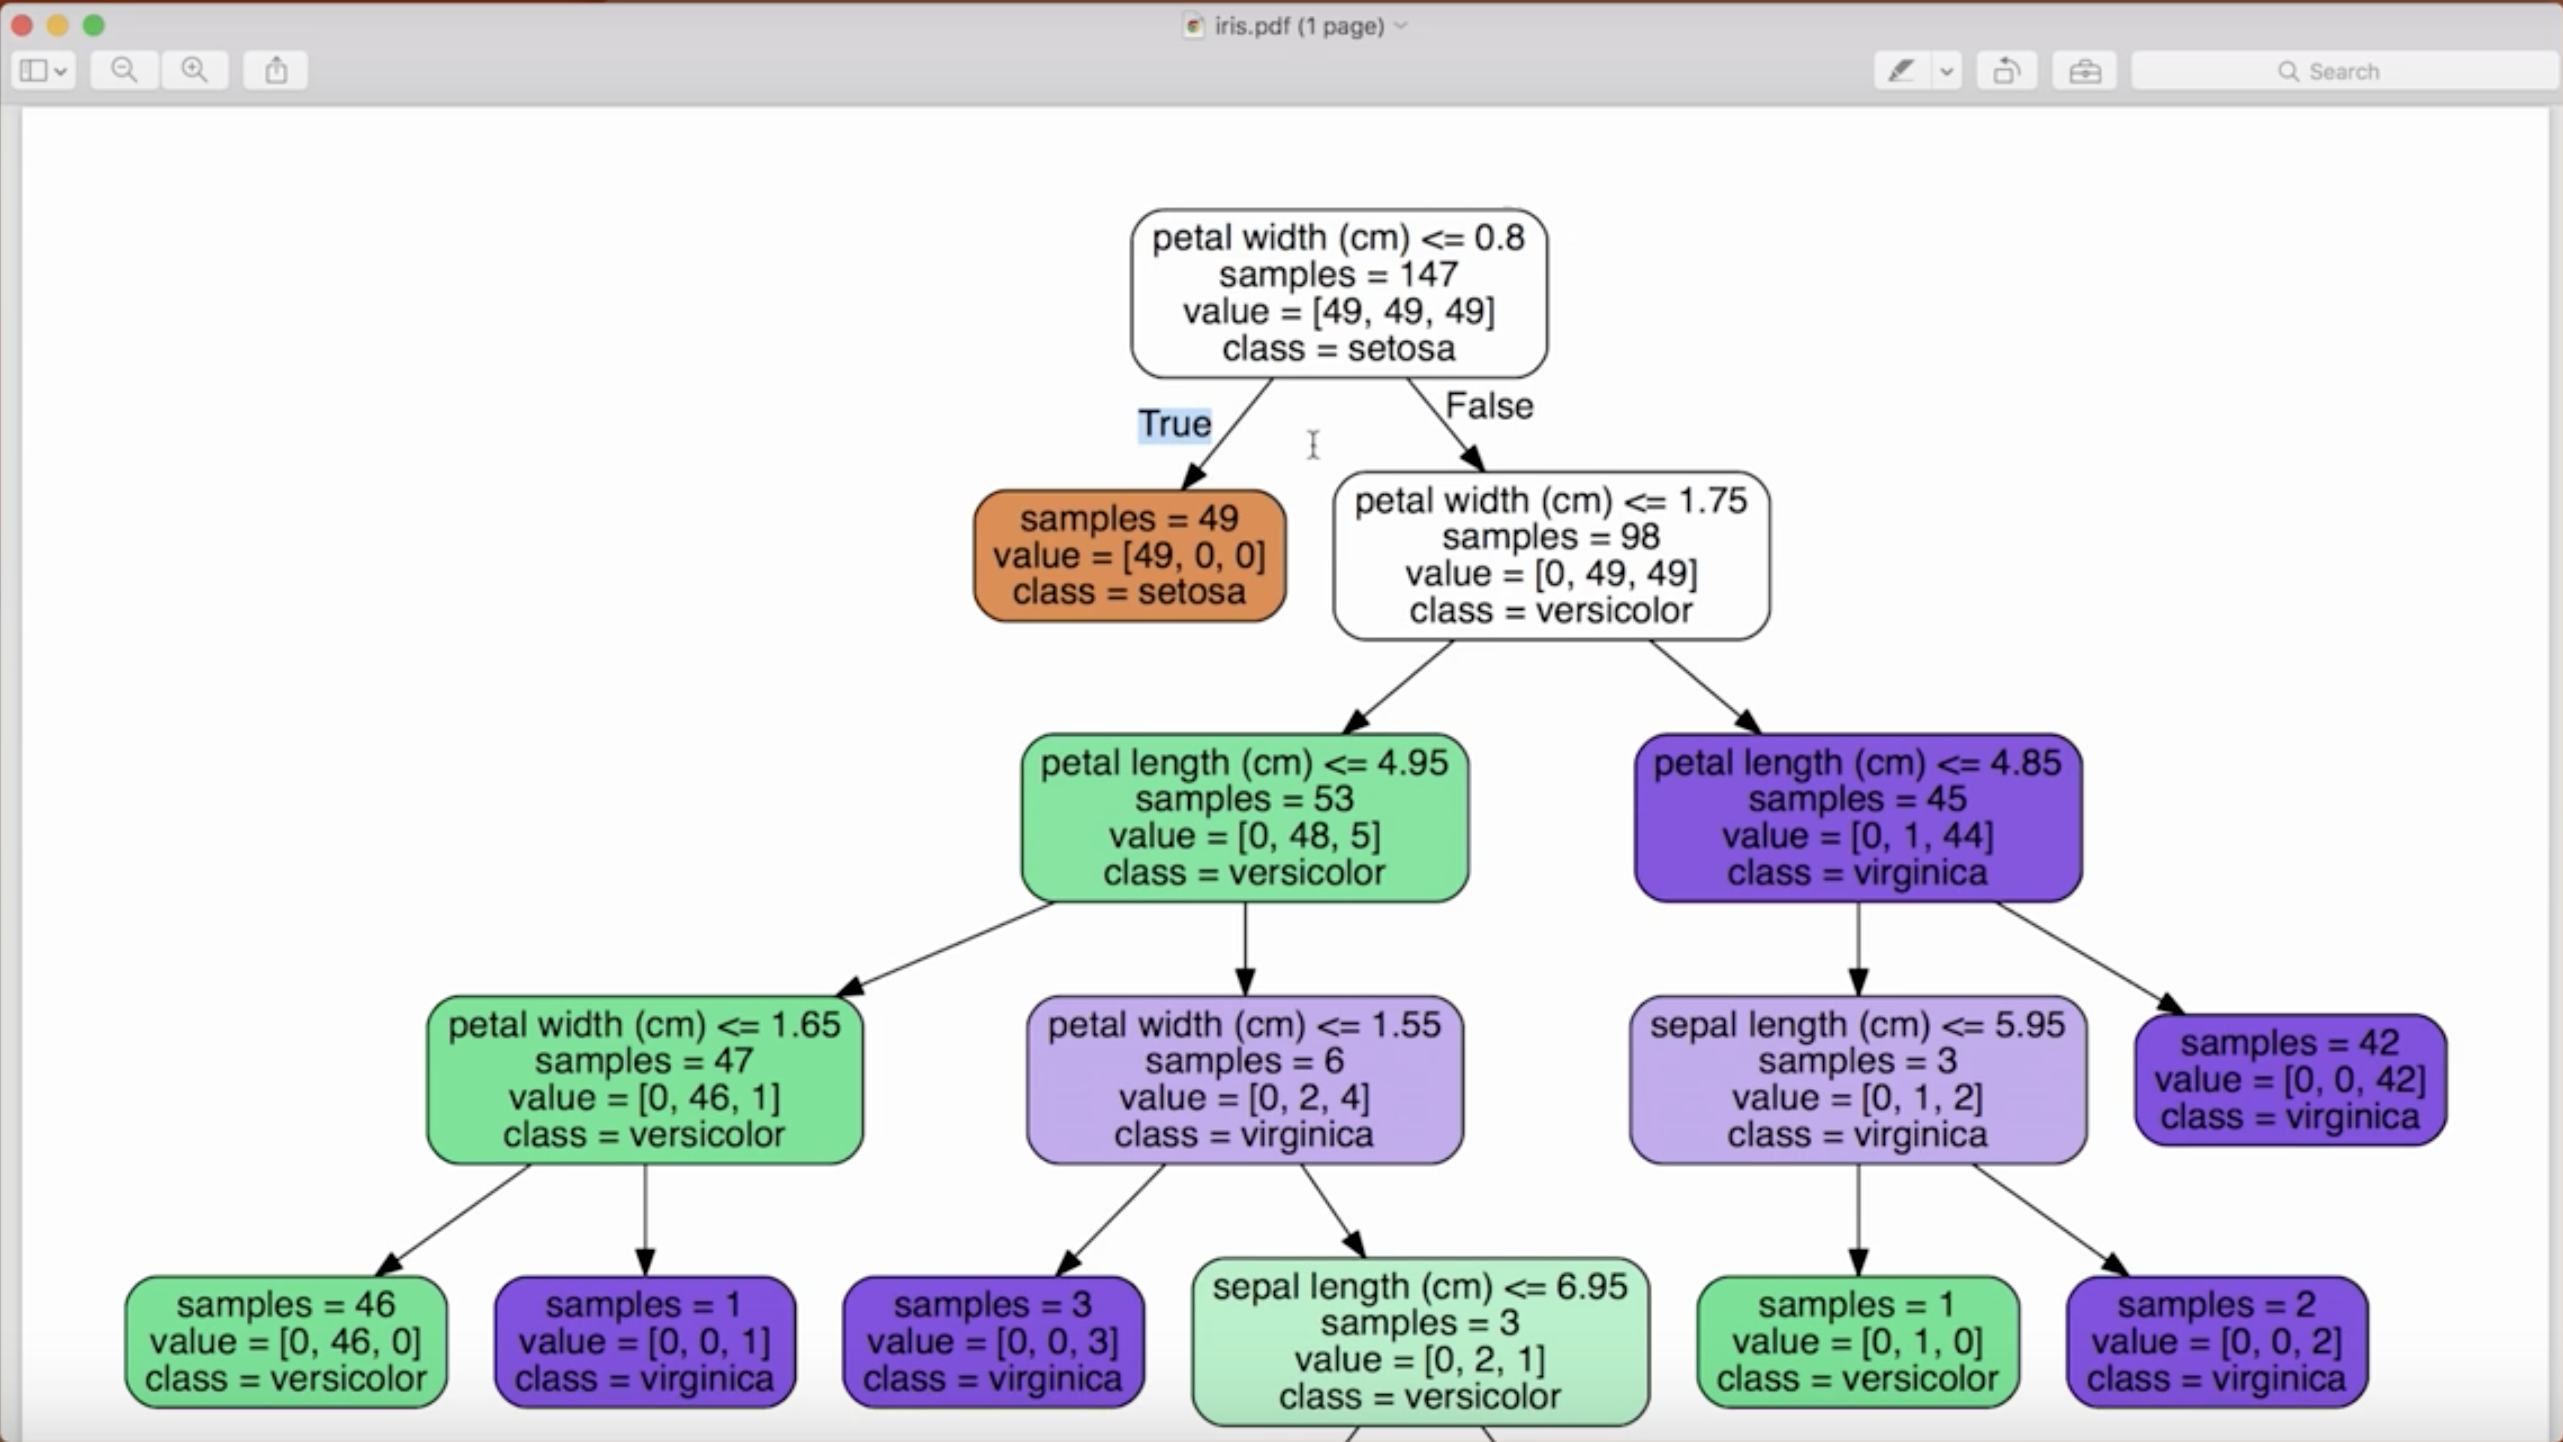 iris.pdf (1 page)
Search
petal width (cm) <= 0.8
samples = 147
value = [49, 49, 49]
class = setosa
True
False
samples = 49
value = [49, 0, 0]
class = setosa
petal width (cm) <= 1.75
samples = 98
value = [0, 49, 49]
class = versicolor
petal length (cm) <= 4.95
samples = 53
value = [0, 48, 5]
class = versicolor
petal length (cm) <= 4.85
samples = 45
value = [0, 1, 44]
class = virginica
petal width (cm) <= 1.65
samples = 47
value = [0, 46, 1]
class = versicolor
petal width (cm) <= 1.55
samples = 6
value = [0, 2, 4]
class = virginica
sepal length (cm) <= 5.95
samples = 3
value = [0, 1, 2]
class = virginica
samples = 42
value = [0, 0, 42]
class = virginica
samples = 46
value = [0, 46, 0]
class = versicolor
samples = 1
value = [0, 0, 1]
class = virginica
samples = 3
value = [0, 0, 3]
class = virginica
sepal length (cm) <= 6.95
samples = 3
value = [0, 2, 1]
class = versicolor
samples = 1
value = [0, 1, 0]
class = versicolor
samples = 2
value = [0, 0, 2]
class = virginica